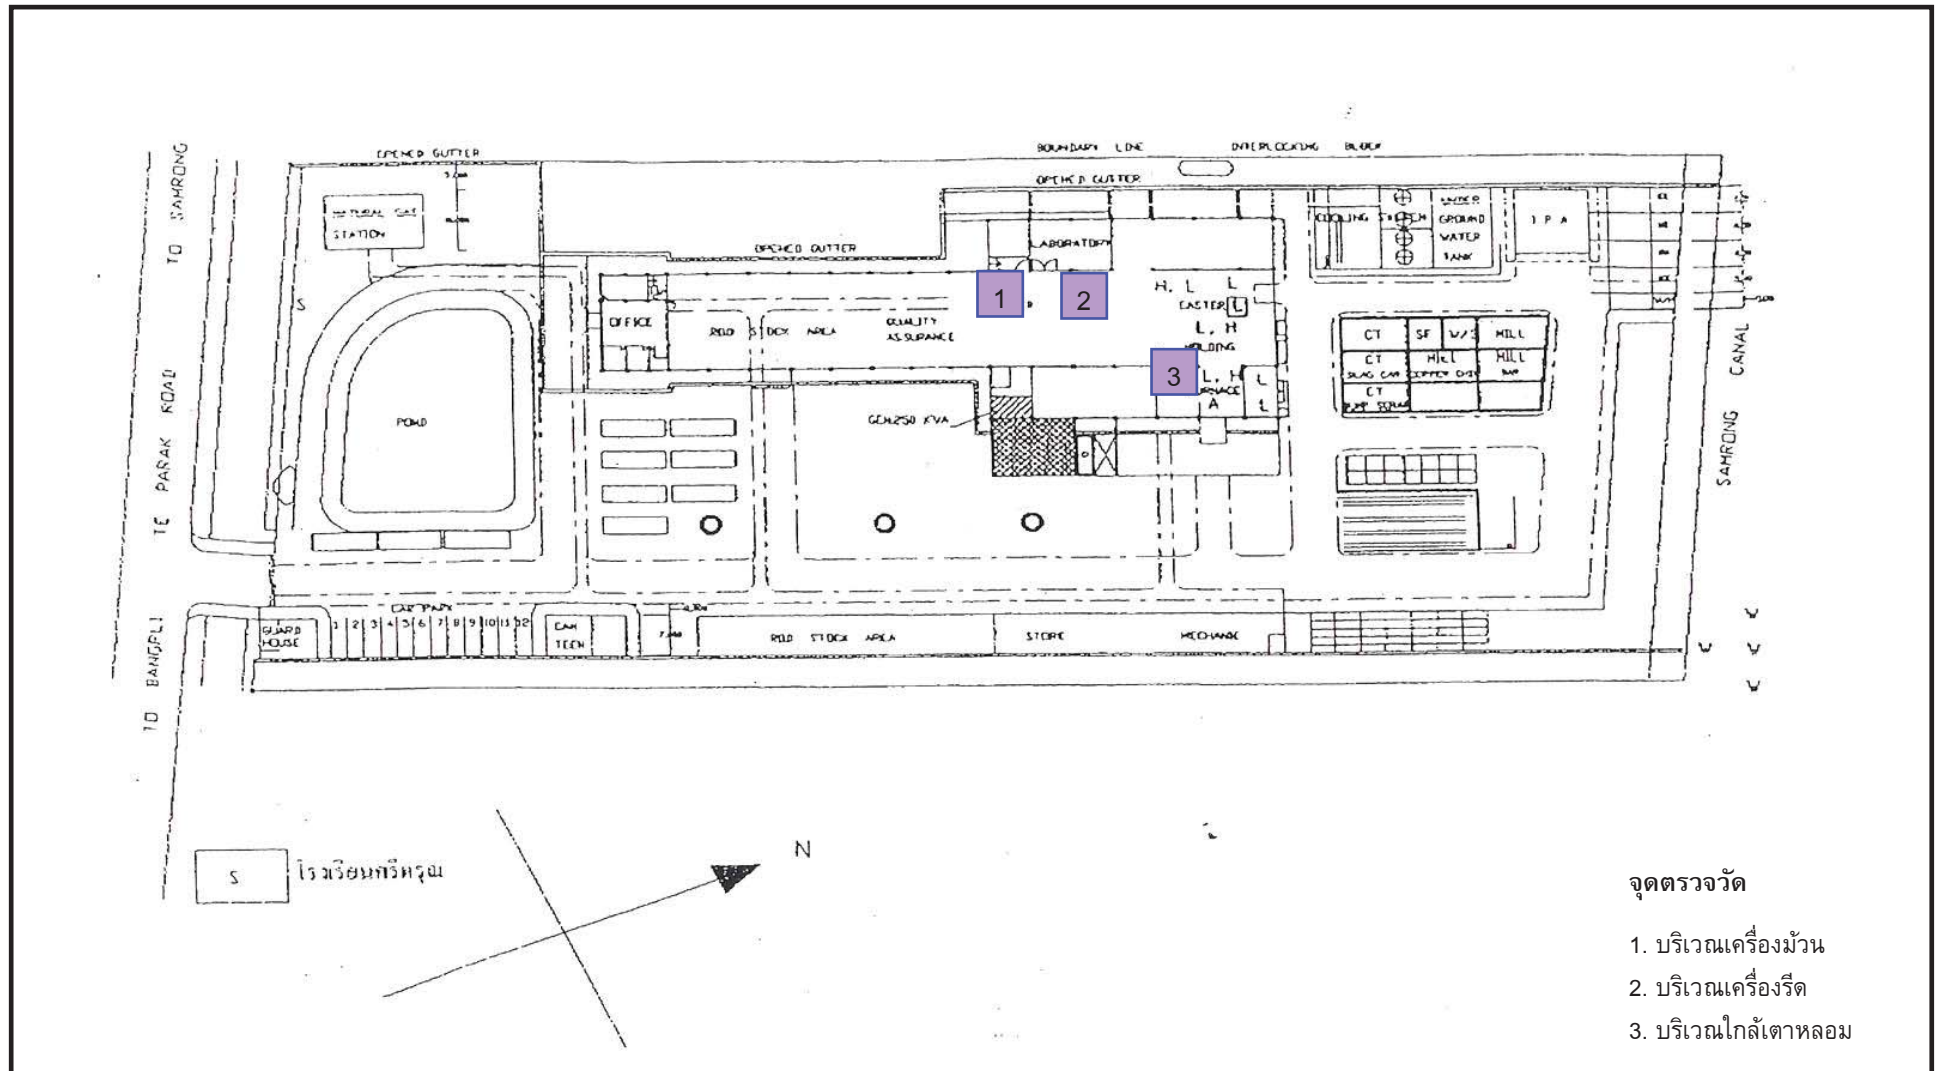 OPENED GUTTER
BOUNDARY LINE
INTERLOCKING BLOCK
TO SAMRONG
OPENED GUTTER
NATURAL GAS
STATION
LABORATORY
COOLING
UNDER
GROUND
WATER
TANK
OPENED GUTTER
S
1
2
H. L
L
CASTER
L
L, H
HOLDING
OFFICE
ROD STOCK AREA
QUALITY
ASSURANCE
3
L, H
L
A
L
CT
SF
W/S
MILL
CT
MILL
MILL
SLAG CAR
CT
SAMRONG CANAL
TE PARAK ROAD
POND
GEN.250 KVA
TO BANGPLI
CAR PARK
GUARD
HOUSE
1 2 3 4 5 6 7 8 9 10 11 12
CAN
TECH
ROD STOCK AREA
STORE
MECHANIC
N
S
จุดตรวจวัด
1. บริเวณเครื่องม้วน
2. บริเวณเครื่องรีด
3. บริเวณใกล้เตาหลอม